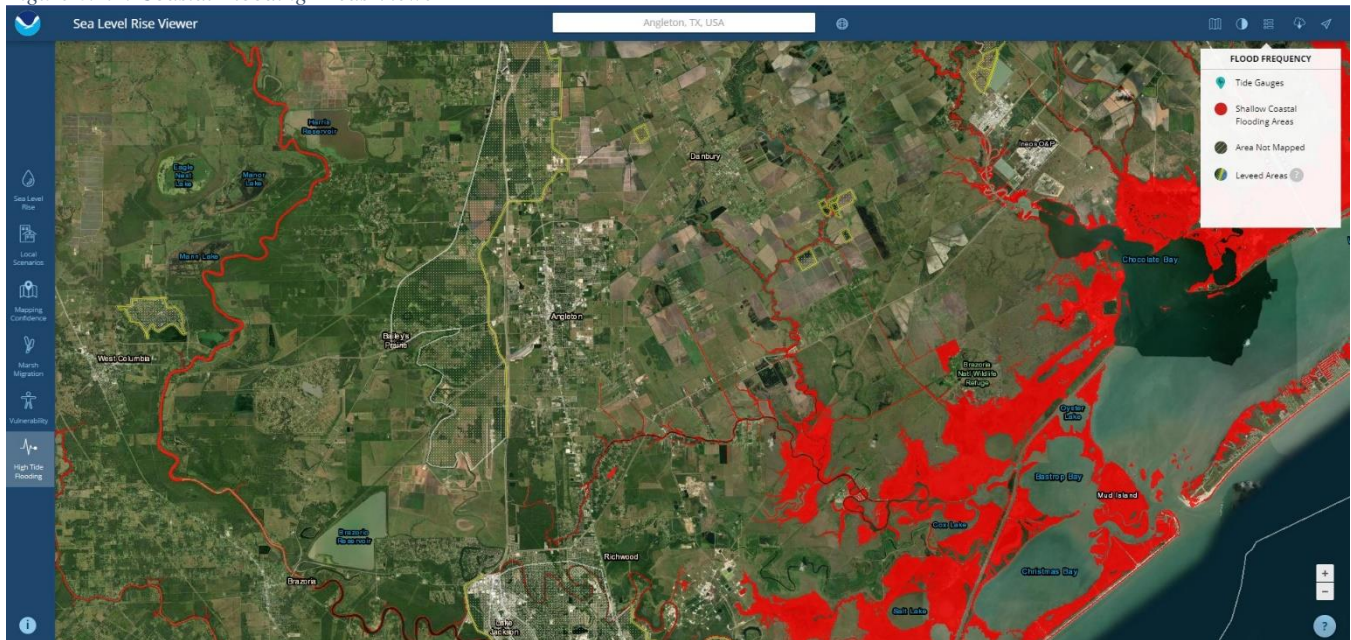 Sea Level Rise Viewer
Angleton, TX, USA
FLOOD FREQUENCY
Tide Gauges
Shallow Coastal
Flooding Areas
Area Not Mapped
Leveed Areas ?
Sea Level
Rise
Local
Scenarios
Mapping
Confidence
Marsh
Migration
Vulnerability
High Tide
Flooding
Harris
Reservoir
Eagle
Nest
Lake
Manor
Lake
Manns Lake
West Columbia
Bailey's
Prairie
Angleton
Danbury
Ineos O&P
Chocolate Bay
Brazoria
Natl Wildlife
Refuge
Oyster
Lake
Bastrop Bay
Mud Island
Cox Lake
Christmas Bay
Salt Lake
Richwood
Lake
Jackson
Brazoria
Reservoir
Brazoria
+
−
i
?